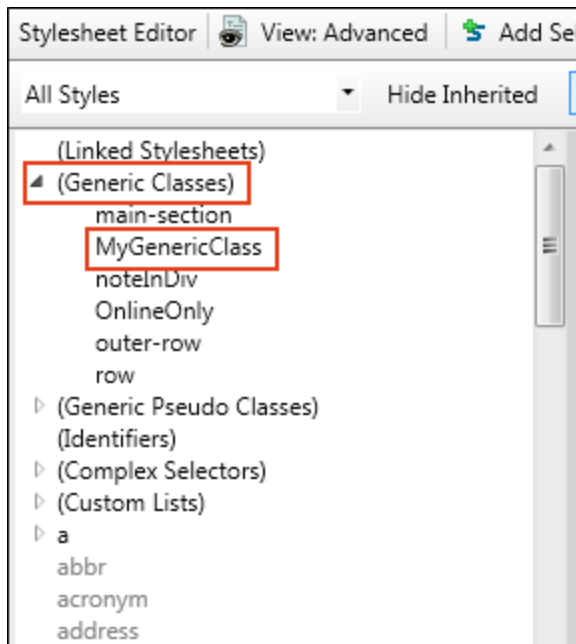 Stylesheet Editor View: Advanced Add Se
All Styles Hide Inherited
(Linked Stylesheets)
(Generic Classes)
main-section
MyGenericClass
noteInDiv
OnlineOnly
outer-row
row
(Generic Pseudo Classes)
(Identifiers)
(Complex Selectors)
(Custom Lists)
a
abbr
acronym
address